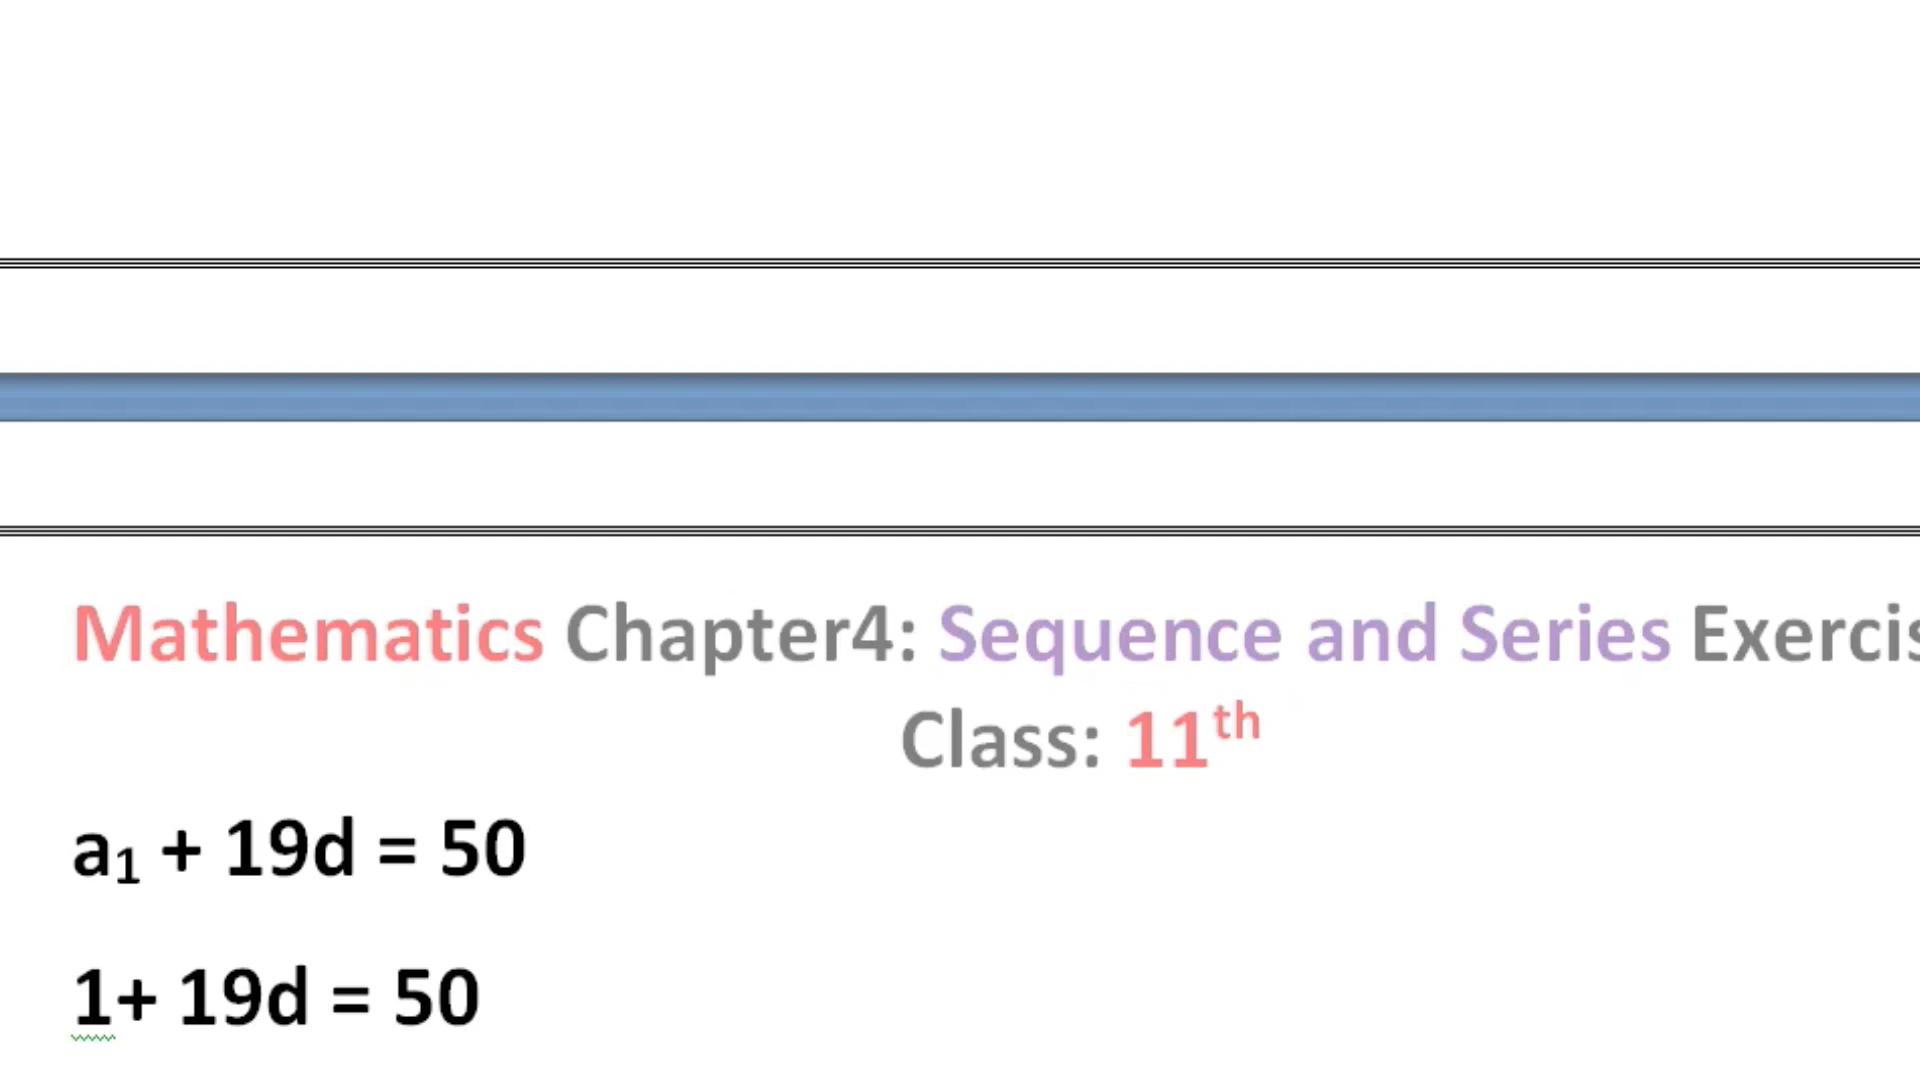 Mathematics Chapter4: Sequence and Series
Class: 11th
a₁ + 19d = 50
1+ 19d = 50